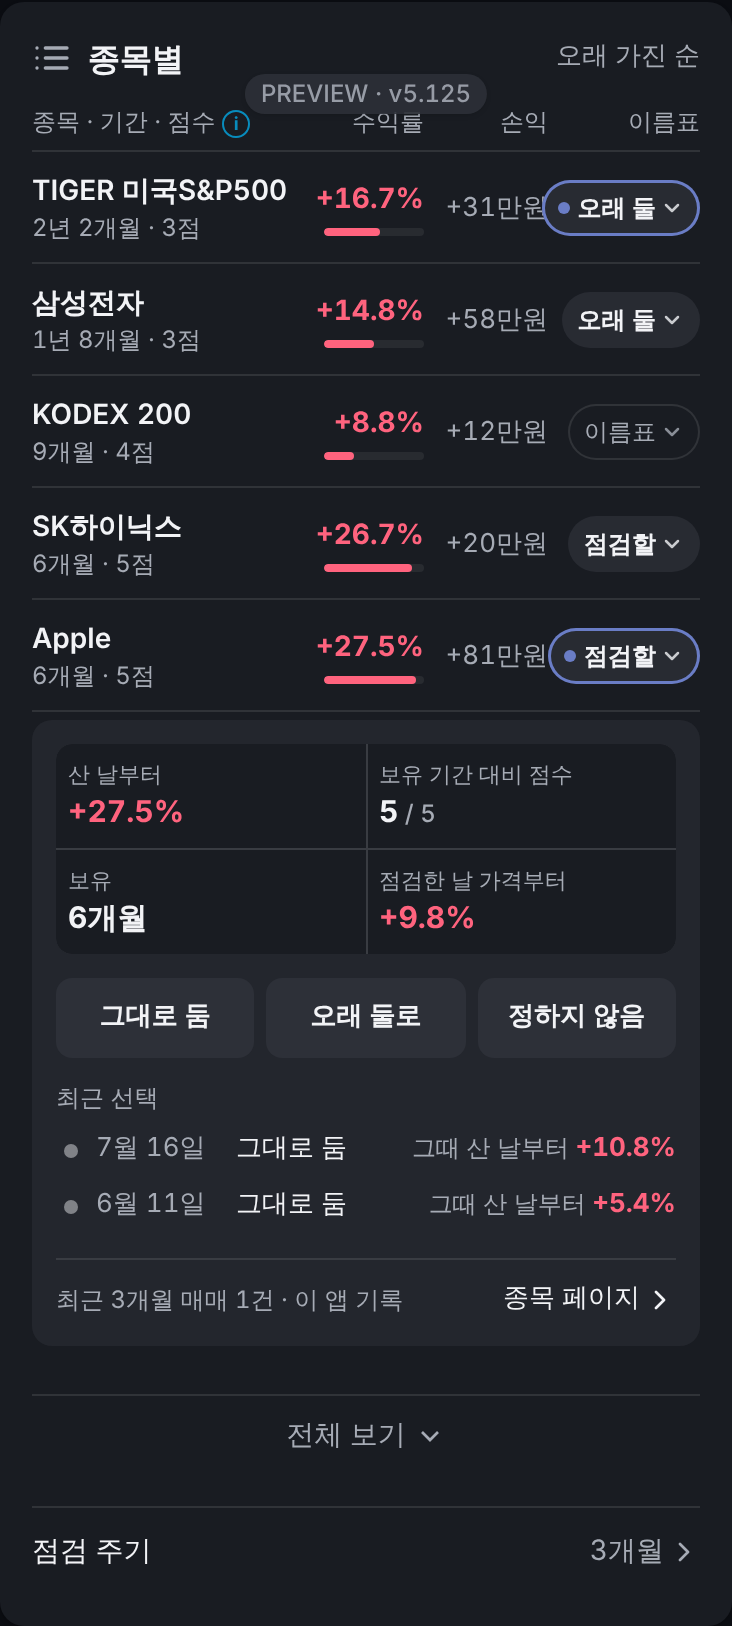 종목별
오래 가진 순
PREVIEW · v5.125
종목 · 기간 · 점수 i 수익률 손익 이름표
TIGER 미국S&P500 +16.7% +31만원 오래 둘
2년 2개월 · 3점
삼성전자 +14.8% +58만원 오래 둘
1년 8개월 · 3점
KODEX 200 +8.8% +12만원 이름표
9개월 · 4점
SK하이닉스 +26.7% +20만원 점검할
6개월 · 5점
Apple +27.5% +81만원 점검할
6개월 · 5점
산 날부터 보유 기간 대비 점수
+27.5% 5 / 5
보유 점검한 날 가격부터
6개월 +9.8%
그대로 둠 오래 둘로 정하지 않음
최근 선택
7월 16일 그대로 둠 그때 산 날부터 +10.8%
6월 11일 그대로 둠 그때 산 날부터 +5.4%
최근 3개월 매매 1건 · 이 앱 기록 종목 페이지
전체 보기
점검 주기 3개월